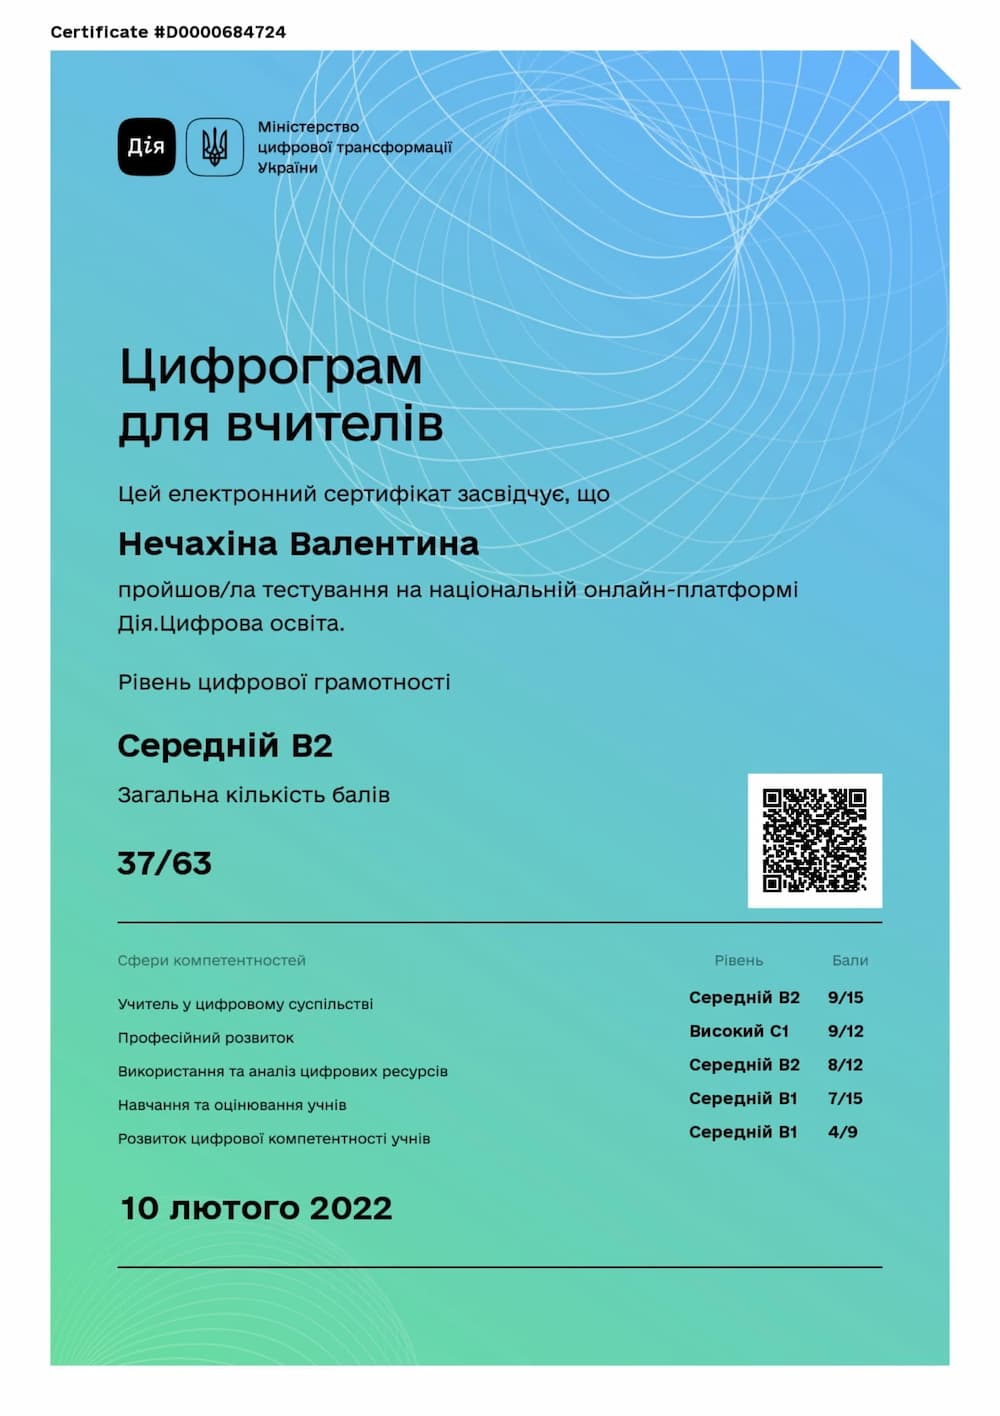 Certificate #D0000684724
Дія
Міністерство
цифрової трансформації
України
Цифрограм
для вчителів
Цей електронний сертифікат засвідчує, що
Нечахіна Валентина
пройшов/ла тестування на національній онлайн-платформі
Дія.Цифрова освіта.
Рівень цифрової грамотності
Середній B2
Загальна кількість балів
37/63
Сфери компетентностей Рівень Бали
Учитель у цифровому суспільстві Середній B2 9/15
Професійний розвиток Високий C1 9/12
Використання та аналіз цифрових ресурсів Середній B2 8/12
Навчання та оцінювання учнів Середній B1 7/15
Розвиток цифрової компетентності учнів Середній B1 4/9
10 лютого 2022